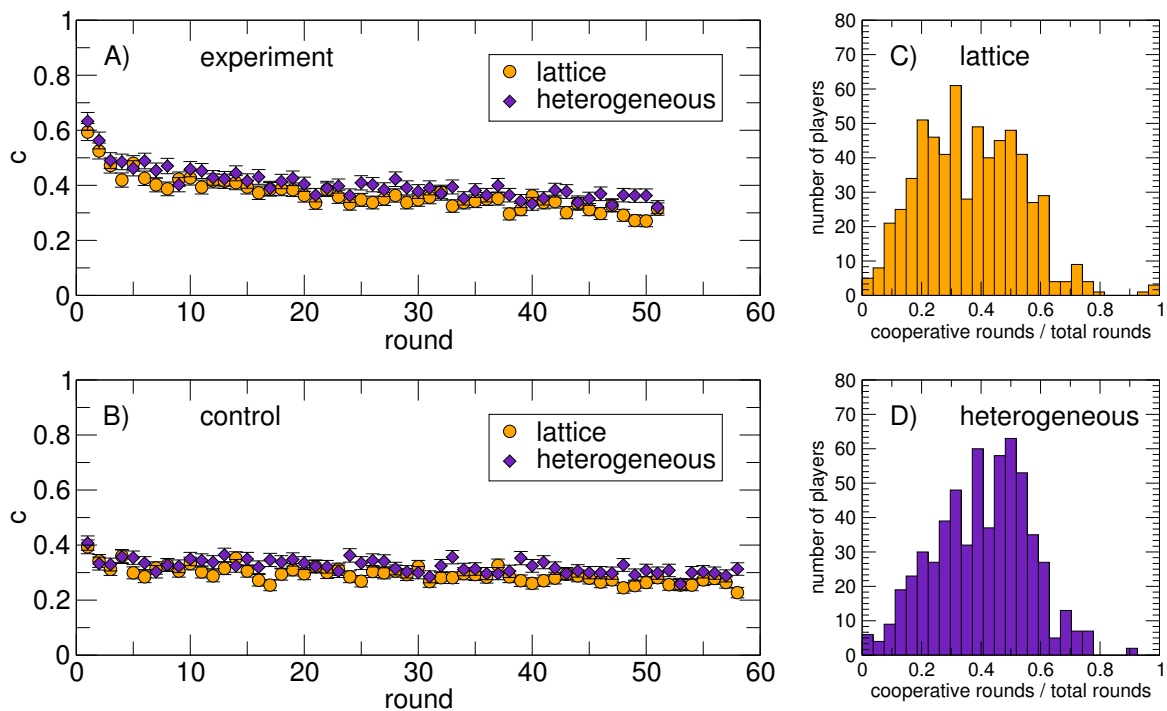 A) experiment
lattice
heterogeneous
c
1
0.8
0.6
0.4
0.2
0
0 10 20 30 40 50 60
round
B) control
lattice
heterogeneous
c
1
0.8
0.6
0.4
0.2
0
0 10 20 30 40 50 60
round
C) lattice
number of players
80
70
60
50
40
30
20
10
0
0 0.2 0.4 0.6 0.8 1
cooperative rounds / total rounds
D) heterogeneous
number of players
80
70
60
50
40
30
20
10
0
0 0.2 0.4 0.6 0.8 1
cooperative rounds / total rounds